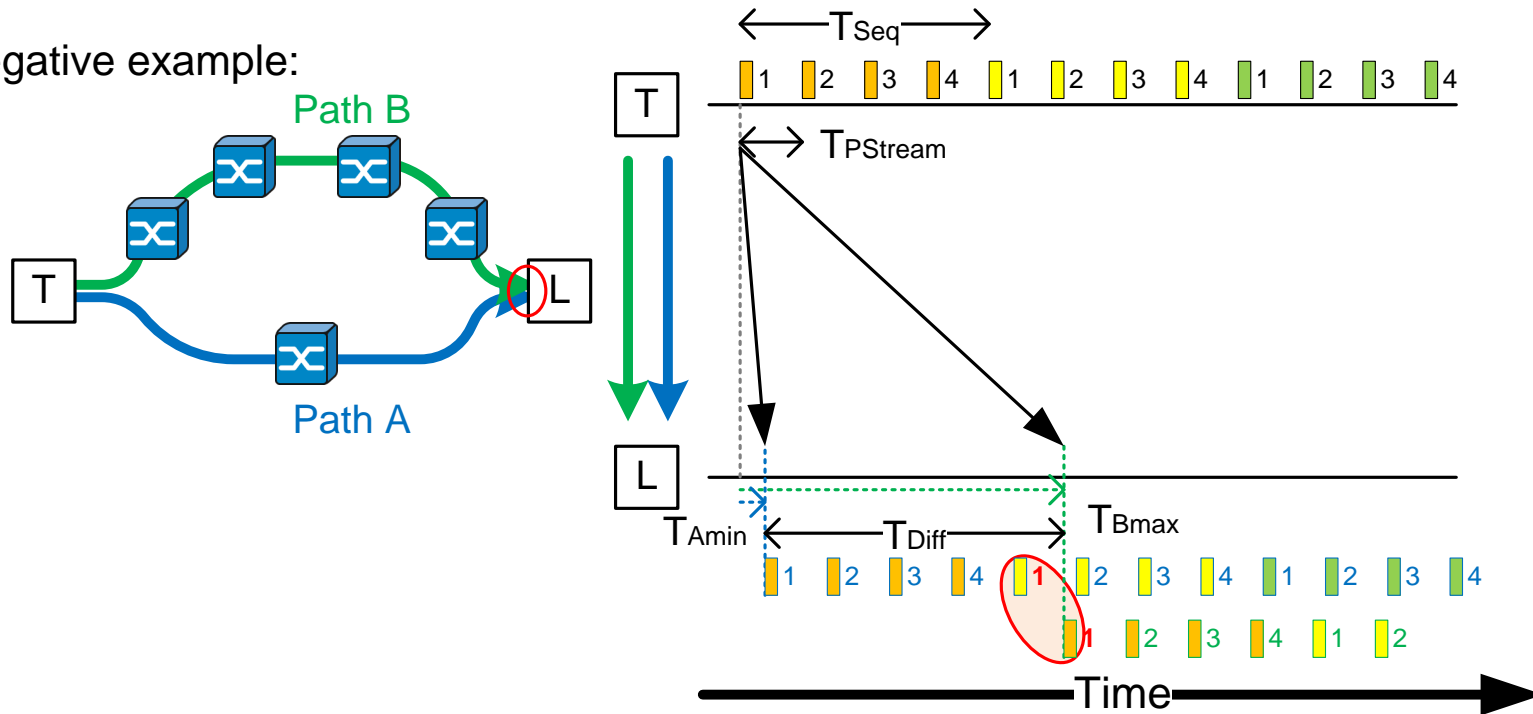 gative example:
Path B
T
L
Path A
TSeq
T
1 2 3 4 1 2 3 4 1 2 3 4
TPStream
L
TAmin
TDiff
TBmax
1 2 3 4 1 2 3 4 1 2 3 4
1 2 3 4 1 2
Time